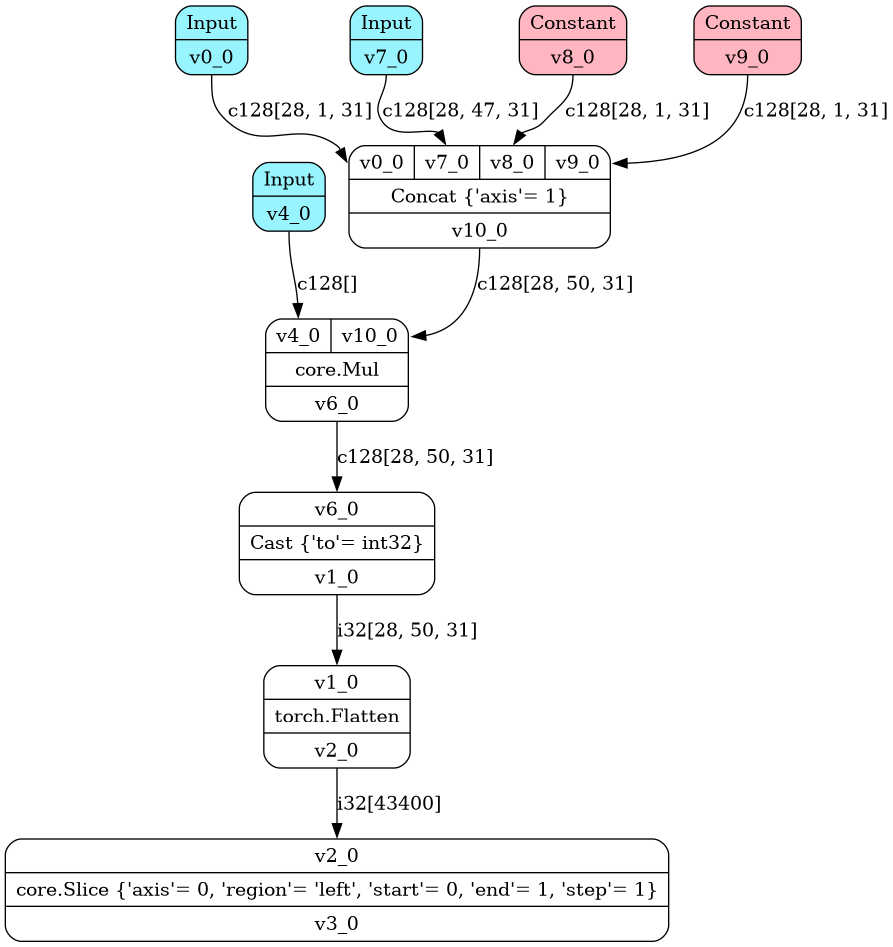 Input
v0_0
Input
v7_0
Constant
v8_0
Constant
v9_0
c128[28, 1, 31]
c128[28, 47, 31]
c128[28, 1, 31]
c128[28, 1, 31]
v0_0 v7_0 v8_0 v9_0
Concat {'axis'= 1}
v10_0
Input
v4_0
c128[]
c128[28, 50, 31]
v4_0 v10_0
core.Mul
v6_0
c128[28, 50, 31]
v6_0
Cast {'to'= int32}
v1_0
i32[28, 50, 31]
v1_0
torch.Flatten
v2_0
i32[43400]
v2_0
core.Slice {'axis'= 0, 'region'= 'left', 'start'= 0, 'end'= 1, 'step'= 1}
v3_0